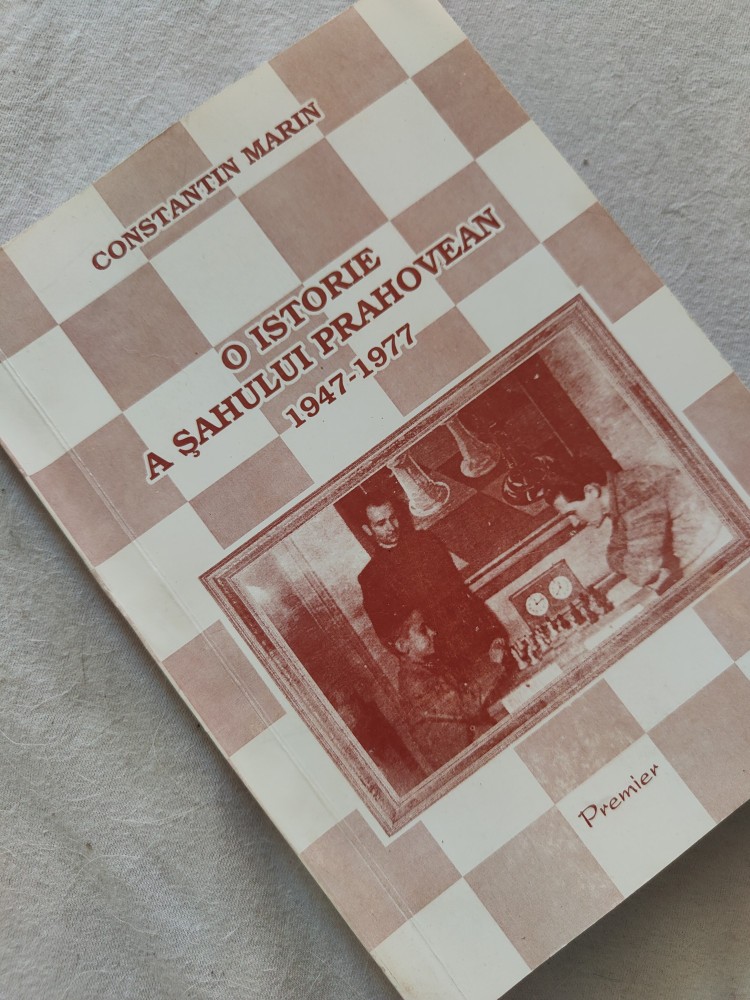 CONSTANTIN MARIN
O ISTORIE
A ŞAHULUI PRAHOVEAN
1947-1977
Premier